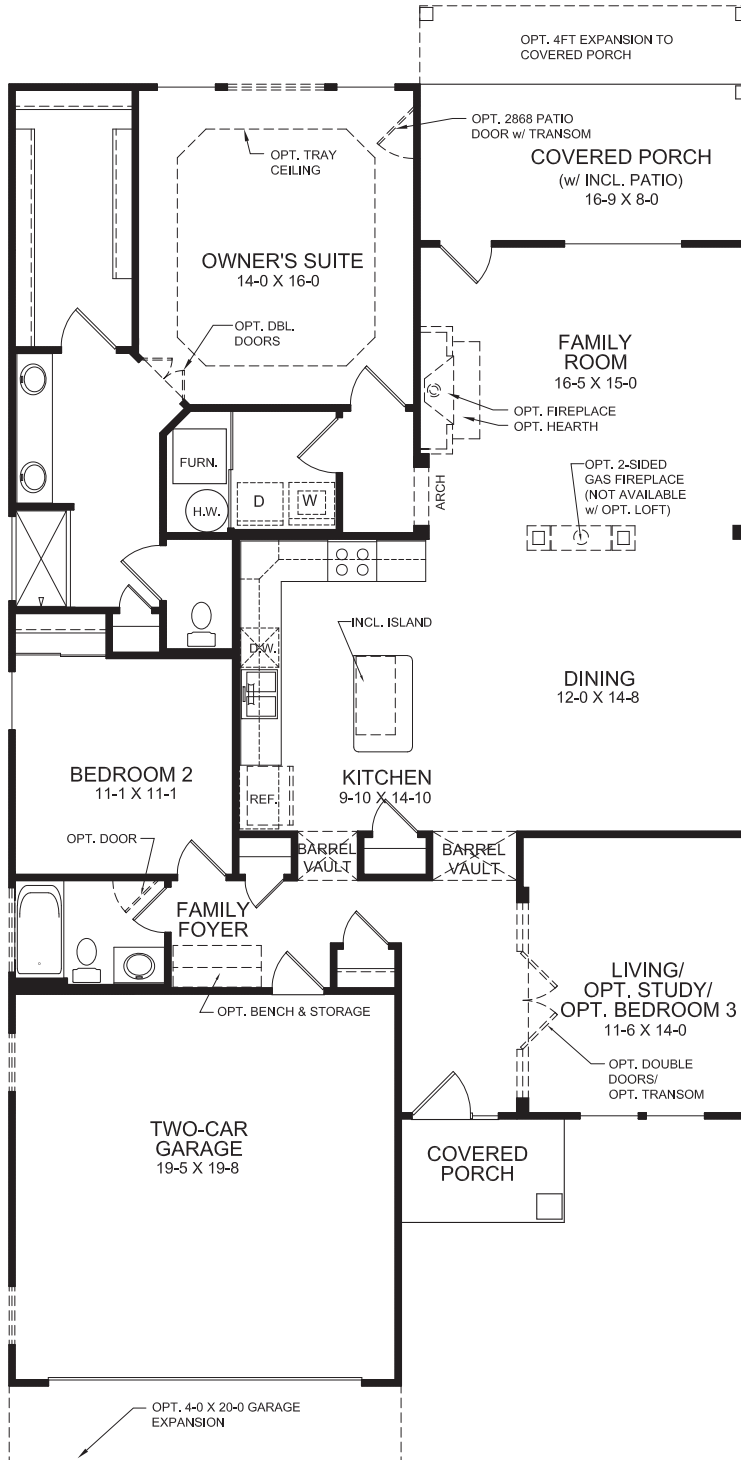 OPT. 4FT EXPANSION TO
COVERED PORCH
OPT. 2868 PATIO
DOOR w/ TRANSOM
OPT. TRAY
CEILING
COVERED PORCH
(w/ INCL. PATIO)
16-9 X 8-0
OWNER'S SUITE
14-0 X 16-0
OPT. DBL.
DOORS
FAMILY
ROOM
16-5 X 15-0
OPT. FIREPLACE
OPT. HEARTH
FURN.
H.W.
D
W
ARCH
OPT. 2-SIDED
GAS FIREPLACE
(NOT AVAILABLE
w/ OPT. LOFT)
INCL. ISLAND
D.W.
DINING
12-0 X 14-8
BEDROOM 2
11-1 X 11-1
KITCHEN
9-10 X 14-10
REF.
OPT. DOOR
BARREL
VAULT
BARREL
VAULT
FAMILY
FOYER
LIVING/
OPT. STUDY/
OPT. BEDROOM 3
11-6 X 14-0
OPT. BENCH & STORAGE
OPT. DOUBLE
DOORS/
OPT. TRANSOM
TWO-CAR
GARAGE
19-5 X 19-8
COVERED
PORCH
OPT. 4-0 X 20-0 GARAGE
EXPANSION